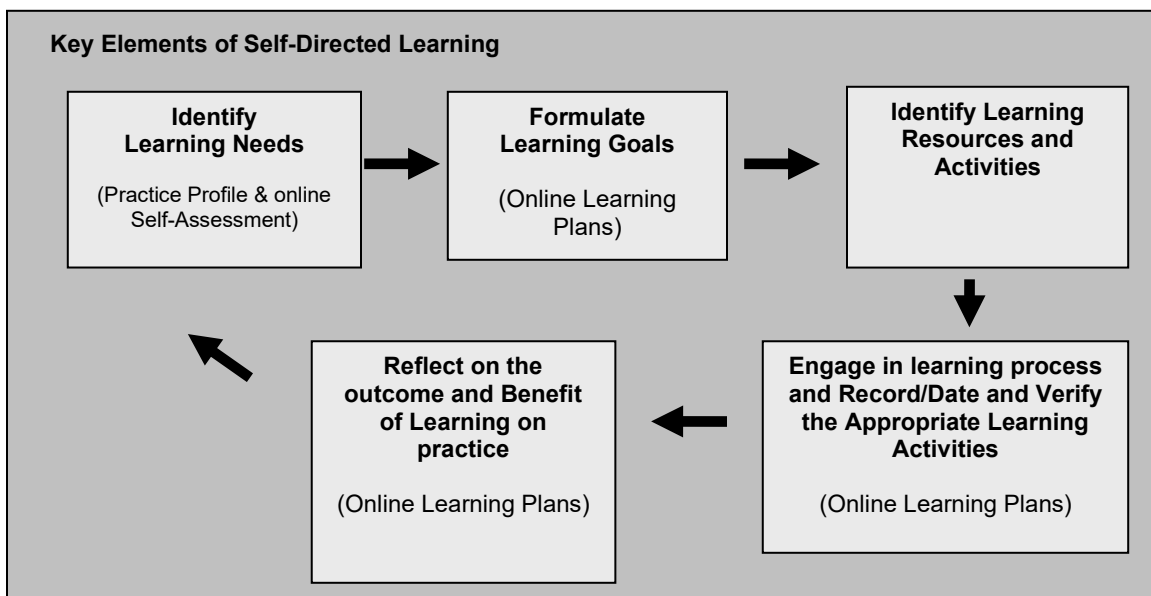 Key Elements of Self-Directed Learning
Identify
Learning Needs
(Practice Profile & online
Self-Assessment)
Formulate
Learning Goals
(Online Learning
Plans)
Identify Learning
Resources and
Activities
Engage in learning process
and Record/Date and Verify
the Appropriate Learning
Activities
(Online Learning Plans)
Reflect on the
outcome and Benefit
of Learning on
practice
(Online Learning Plans)